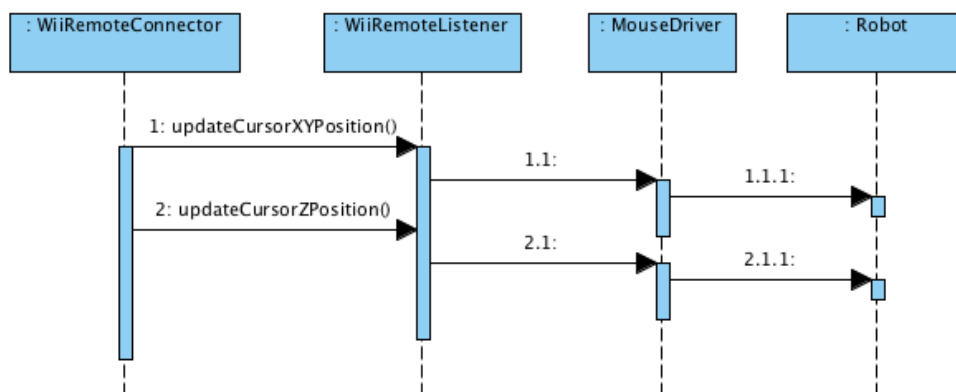 : WiiRemoteConnector
: WiiRemoteListener
: MouseDriver
: Robot
1: updateCursorXYPosition()
1.1:
1.1.1:
2: updateCursorZPosition()
2.1:
2.1.1: